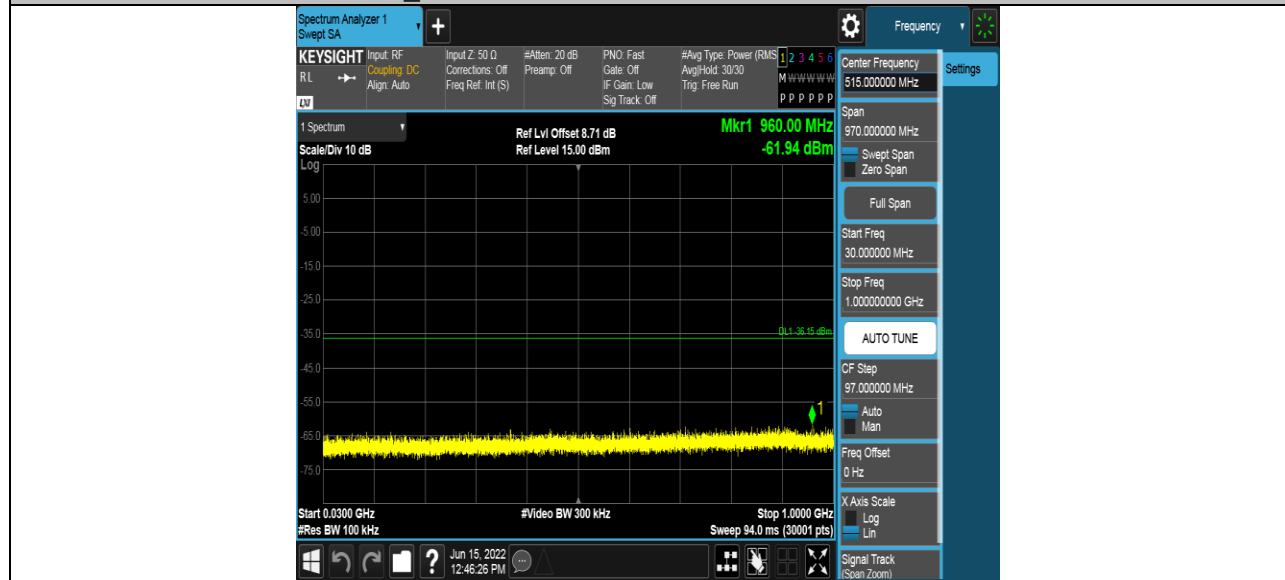 Spectrum Analyzer 1
Swept SA
+
Frequency
KEYSIGHT
RL
LXI
Input: RF
Coupling: DC
Align: Auto
Input Z: 50 Ω
Corrections: Off
Freq Ref: Int (S)
#Atten: 20 dB
Preamp: Off
PNO: Fast
Gate: Off
IF Gain: Low
Sig Track: Off
#Avg Type: Power (RMS
Avg|Hold: 30/30
Trig: Free Run
1 2 3 4 5 6
M W W W W W
P P P P P P
1 Spectrum
Scale/Div 10 dB
Ref Lvl Offset 8.71 dB
Ref Level 15.00 dBm
Mkr1 960.00 MHz
-61.94 dBm
Log
5.00
-5.00
-15.0
-25.0
-35.0
DL1 -36.15 dBm
-45.0
-55.0
1
-65.0
-75.0
Start 0.0300 GHz
#Video BW 300 kHz
Stop 1.0000 GHz
#Res BW 100 kHz
Sweep 94.0 ms (30001 pts)
?
Jun 15, 2022
12:46:26 PM
Center Frequency
515.000000 MHz
Settings
Span
970.000000 MHz
Swept Span
Zero Span
Full Span
Start Freq
30.000000 MHz
Stop Freq
1.000000000 GHz
AUTO TUNE
CF Step
97.000000 MHz
Auto
Man
Freq Offset
0 Hz
X Axis Scale
Log
Lin
Signal Track
(Span Zoom)